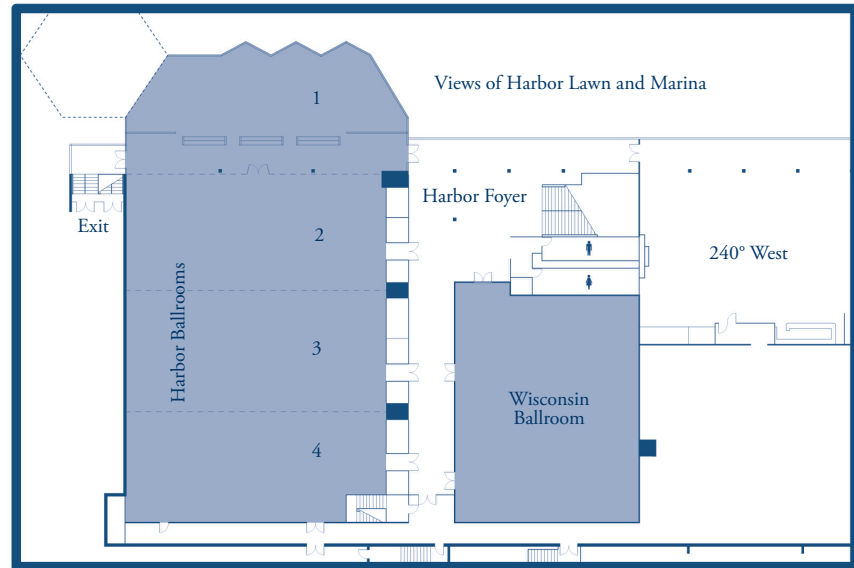 1
Views of Harbor Lawn and Marina
Harbor Foyer
Exit
2
240° West
Harbor Ballrooms
3
Wisconsin
Ballroom
4